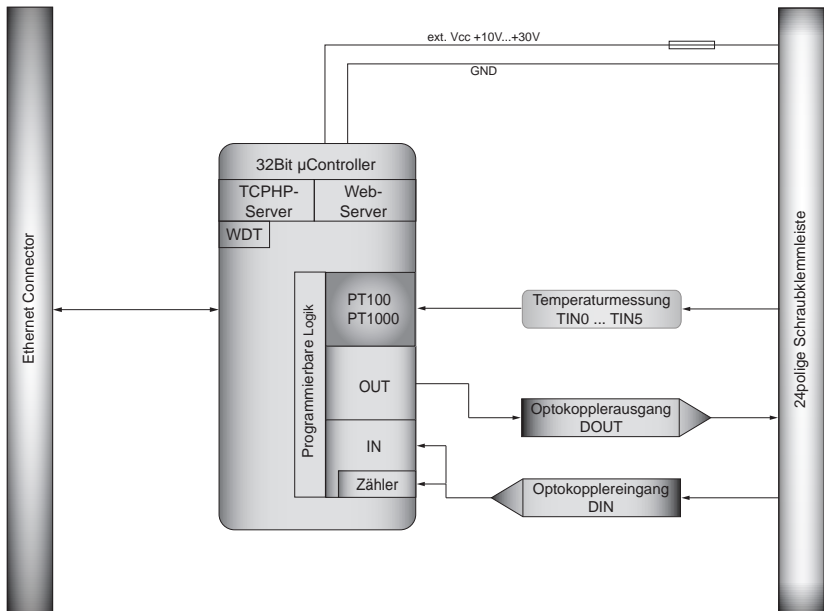 ext. Vcc +10V...+30V
GND
32Bit µController
TCPHP-
Server
Web-
Server
WDT
Ethernet Connector
Programmierbare Logik
PT100
PT1000
OUT
IN
Zähler
Temperaturmessung
TIN0 ... TIN5
Optokopplerausgang
DOUT
Optokopplereingang
DIN
24polige Schraubklemmleiste